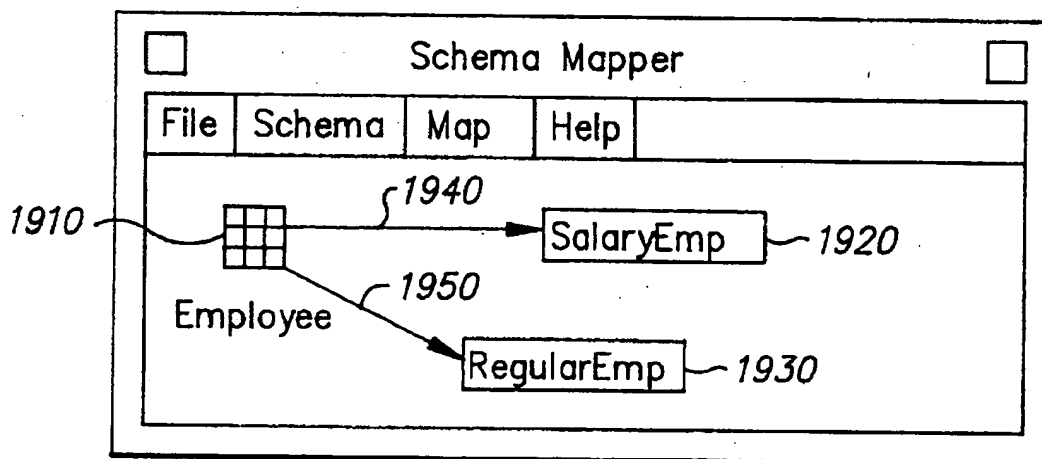 Schema Mapper
File Schema Map Help
1910
1940
SalaryEmp
1920
1950
Employee
RegularEmp
1930